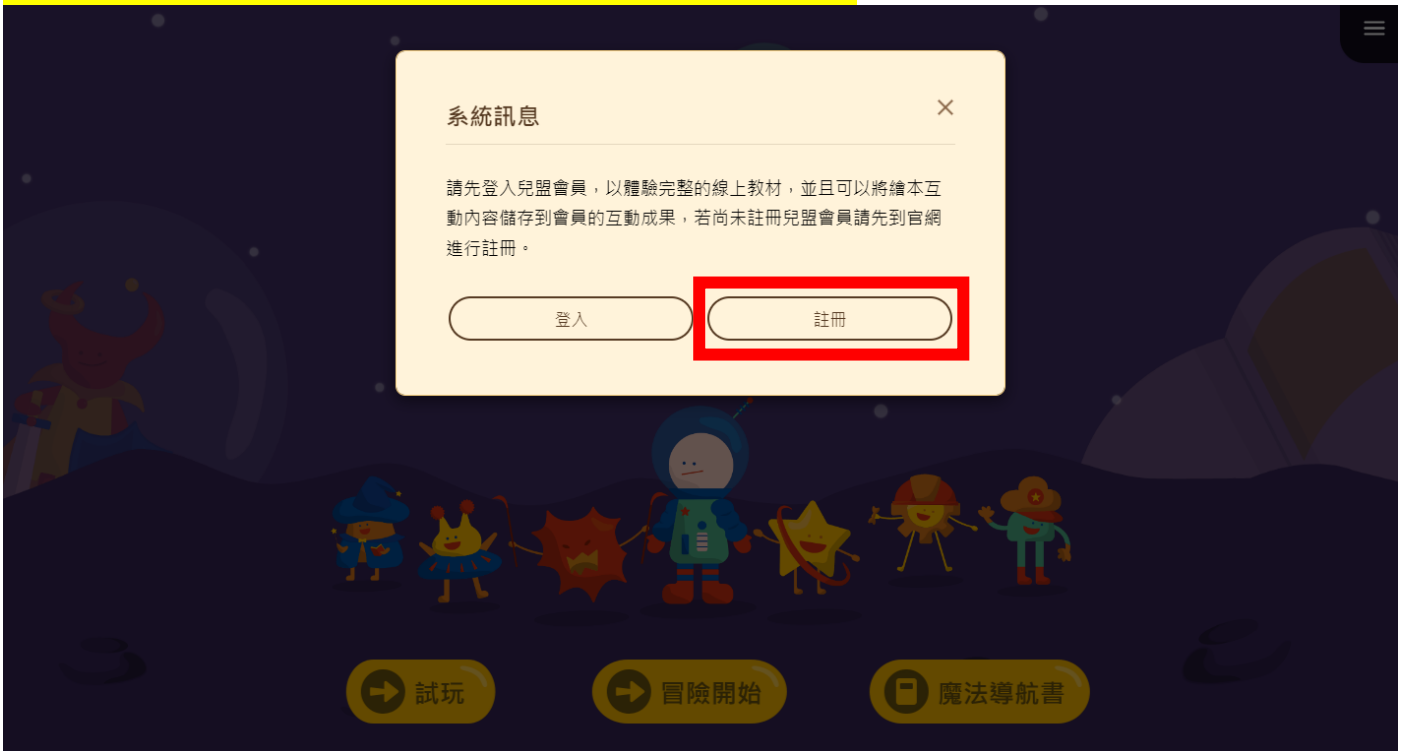 系統訊息
請先登入兒盟會員，以體驗完整的線上教材，並且可以將繪本互
動內容儲存到會員的互動成果，若尚未註冊兒盟會員請先到官網
進行註冊。
登入 註冊
試玩 冒險開始 魔法導航書